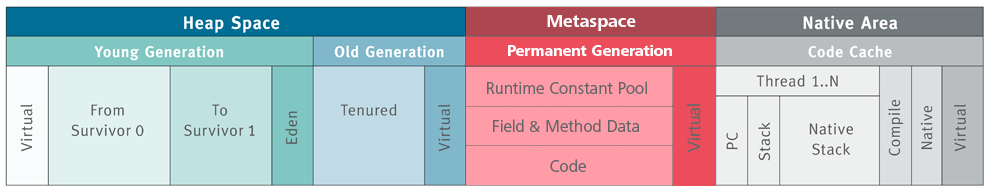 Heap Space
Metaspace
Native Area
Young Generation
Old Generation
Permanent Generation
Code Cache
Virtual
From
Survivor 0
To
Survivor 1
Eden
Tenured
Virtual
Runtime Constant Pool
Field & Method Data
Code
Virtual
Thread 1..N
PC
Stack
Native
Stack
Compile
Native
Virtual